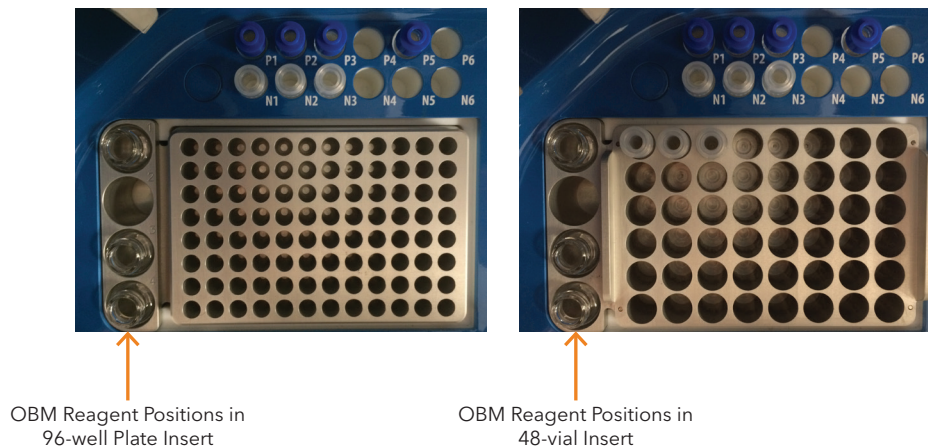 P1 P2 P3 P4 P5 P6
N1 N2 N3 N4 N5 N6
P1 P2 P3 P4 P5 P6
N1 N2 N3 N4 N5 N6
OBM Reagent Positions in
96-well Plate Insert
OBM Reagent Positions in
48-vial Insert